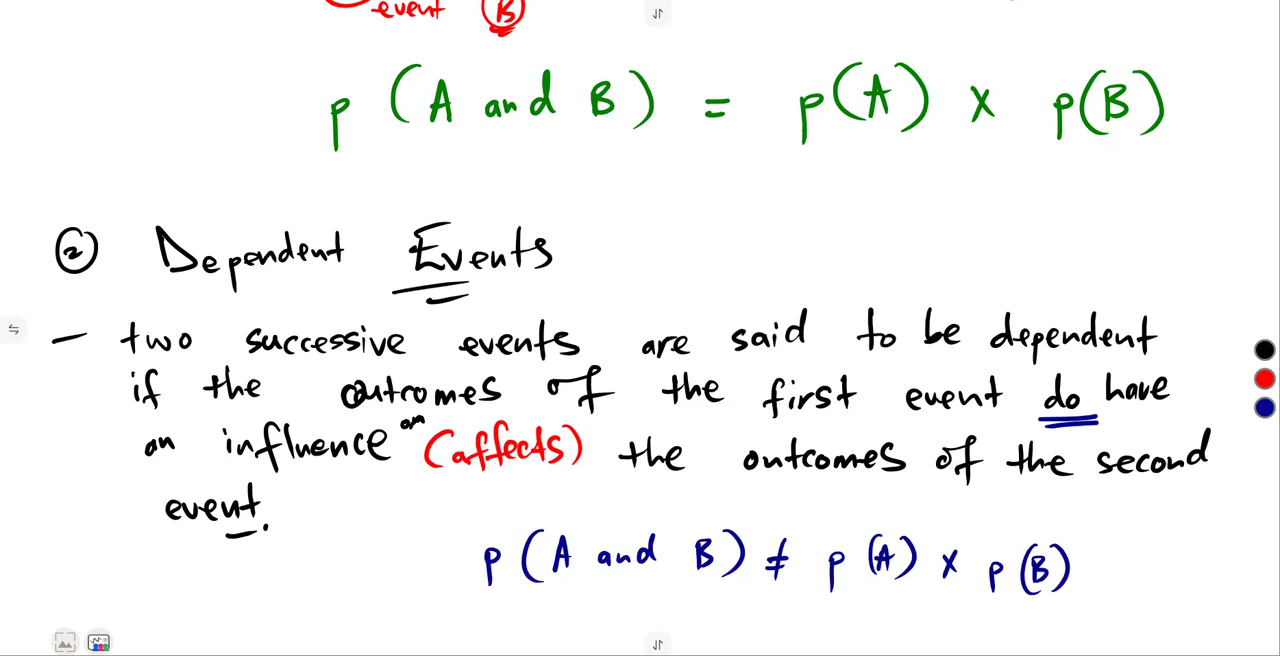 event B
p (A and B) = p(A) x p(B)
② Dependent Events
- two successive events are said to be dependent
if the outcomes of the first event do have
an influence on (affects) the outcomes of the second
event.
p (A and B) ≠ p (A) x p (B)